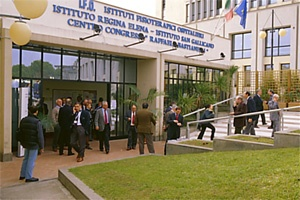 I.F.O. ISTITUTI FISIOTERAPICI OSPITALIERI
ISTITUTO REGINA ELENA - ISTITUTO SAN GALLICANO
CENTRO CONGRESSI RAFFAELE BASTIANELLI